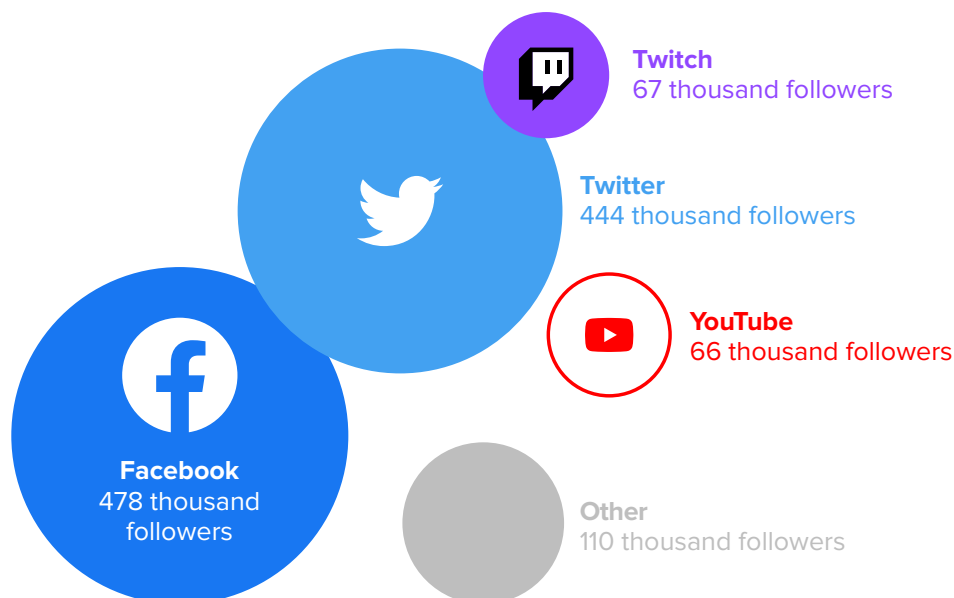 Twitch
67 thousand followers
Twitter
444 thousand followers
YouTube
66 thousand followers
Facebook
478 thousand
followers
Other
110 thousand followers